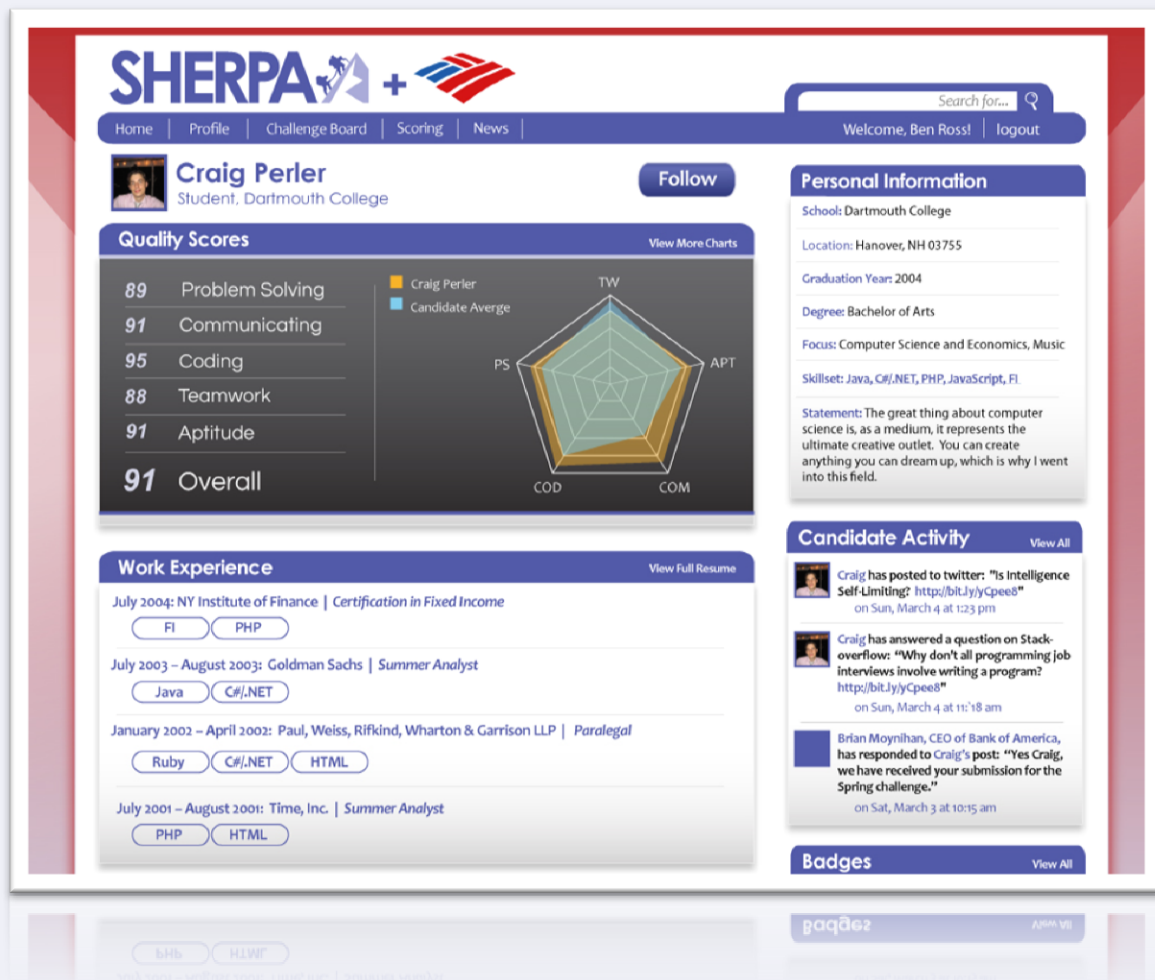 SHERPA +
Search for...
Home Profile Challenge Board Scoring News
Welcome, Ben Ross! logout
Craig Perler
Student, Dartmouth College
Follow
Quality Scores View More Charts
89 Problem Solving
91 Communicating
95 Coding
88 Teamwork
91 Aptitude
91 Overall
Craig Perler
Candidate Averge
TW
PS
APT
COD
COM
Work Experience View Full Resume
July 2004: NY Institute of Finance | Certification in Fixed Income
FI PHP
July 2003 – August 2003: Goldman Sachs | Summer Analyst
Java C#/.NET
January 2002 – April 2002: Paul, Weiss, Rifkind, Wharton & Garrison LLP | Paralegal
Ruby C#/.NET HTML
July 2001 – August 2001: Time, Inc. | Summer Analyst
PHP HTML
Personal Information
School: Dartmouth College
Location: Hanover, NH 03755
Graduation Year: 2004
Degree: Bachelor of Arts
Focus: Computer Science and Economics, Music
Skillset: Java, C#/.NET, PHP, JavaScript, FI
Statement: The great thing about computer
science is, as a medium, it represents the
ultimate creative outlet. You can create
anything you can dream up, which is why I went
into this field.
Candidate Activity View All
Craig has posted to twitter: "Is Intelligence
Self-Limiting? http://bit.ly/yCpee8"
on Sun, March 4 at 1:23 pm
Craig has answered a question on Stack-
overflow: “Why don't all programming job
interviews involve writing a program?
http://bit.ly/yCpee8"
on Sun, March 4 at 11:`18 am
Brian Moynihan, CEO of Bank of America,
has responded to Craig's post: “Yes Craig,
we have received your submission for the
Spring challenge.”
on Sat, March 3 at 10:15 am
Badges View All